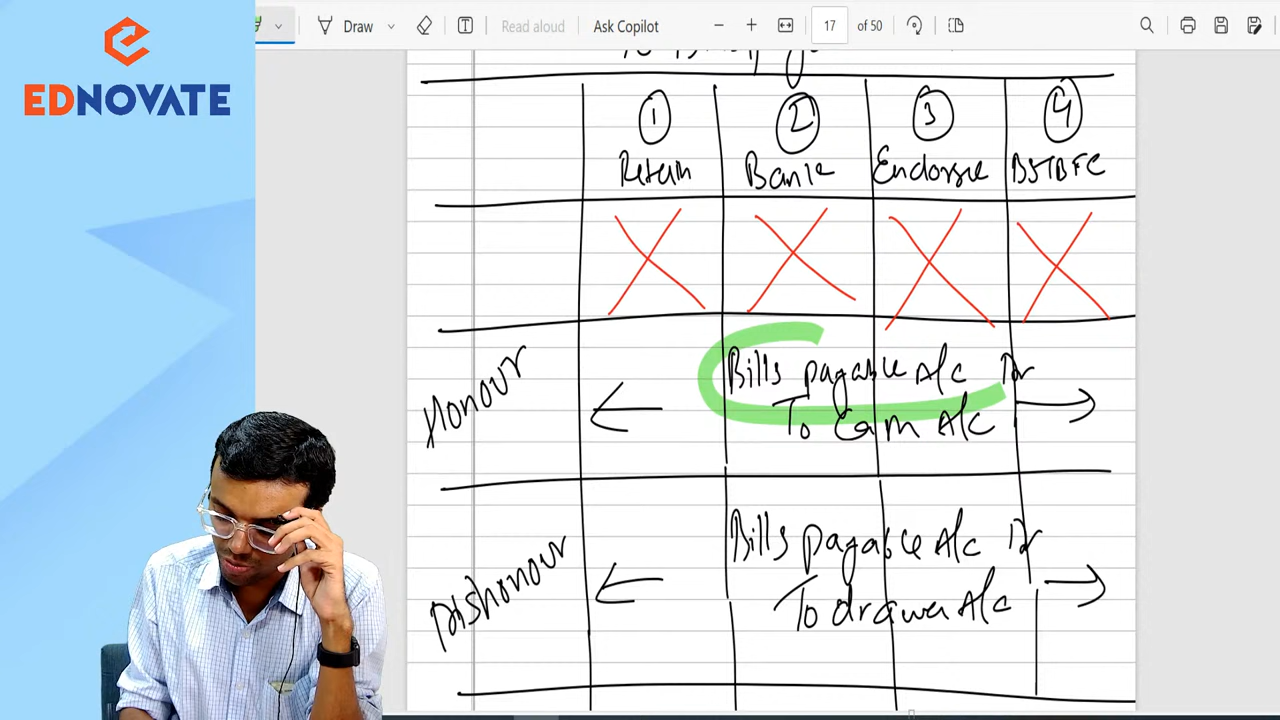 EDNOVATE
Draw
Read aloud
Ask Copilot
17 of 50
1 2 3 4
Retain Bank Endorse BSTBFC
Honour
Bills payable A/c Dr
To Cash A/c
Dishonour
Bills payable A/c Dr
To drawer A/c